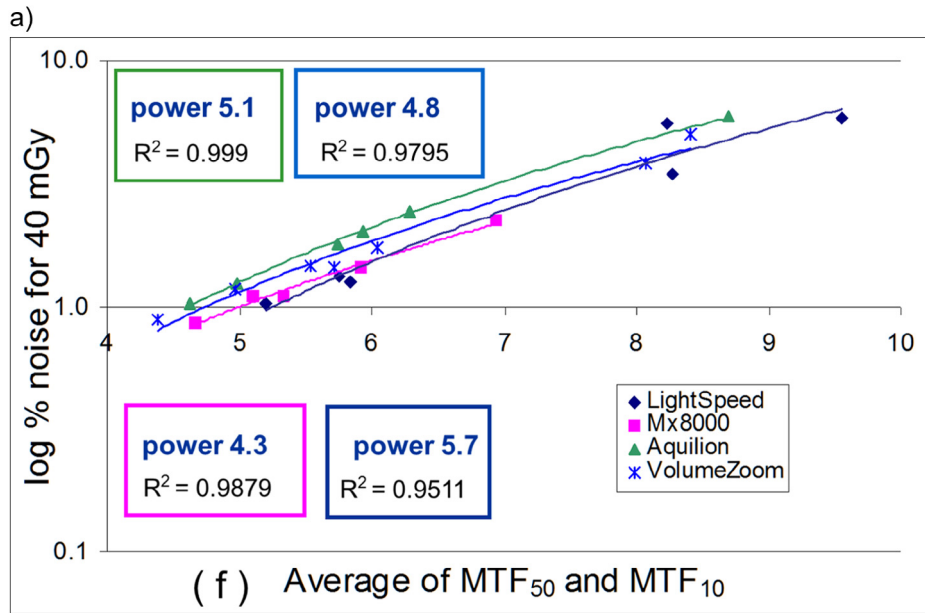 a)
10.0
power 5.1
R² = 0.999
power 4.8
R² = 0.9795
log % noise for 40 mGy
1.0
4 5 6 7 8 9 10
power 4.3
R² = 0.9879
power 5.7
R² = 0.9511
LightSpeed
Mx8000
Aquilion
VolumeZoom
0.1
( f ) Average of MTF₅₀ and MTF₁₀